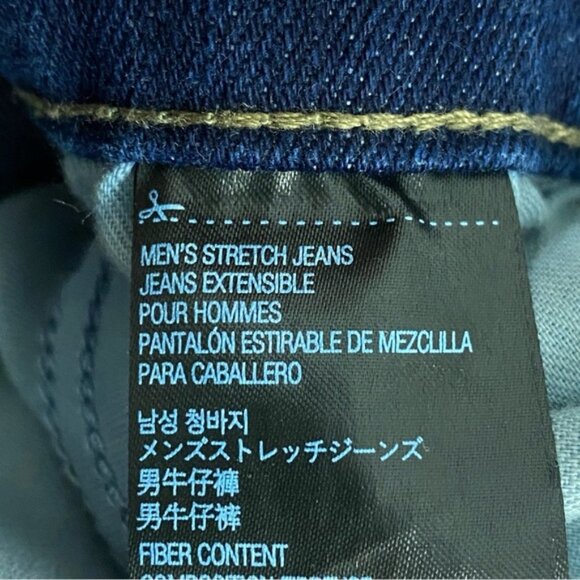 MEN'S STRETCH JEANS
JEANS EXTENSIBLE
POUR HOMMES
PANTALÓN ESTIRABLE DE MEZCLILLA
PARA CABALLERO
남성 청바지
メンズストレッチジーンズ
男牛仔褲
男牛仔裤
FIBER CONTENT